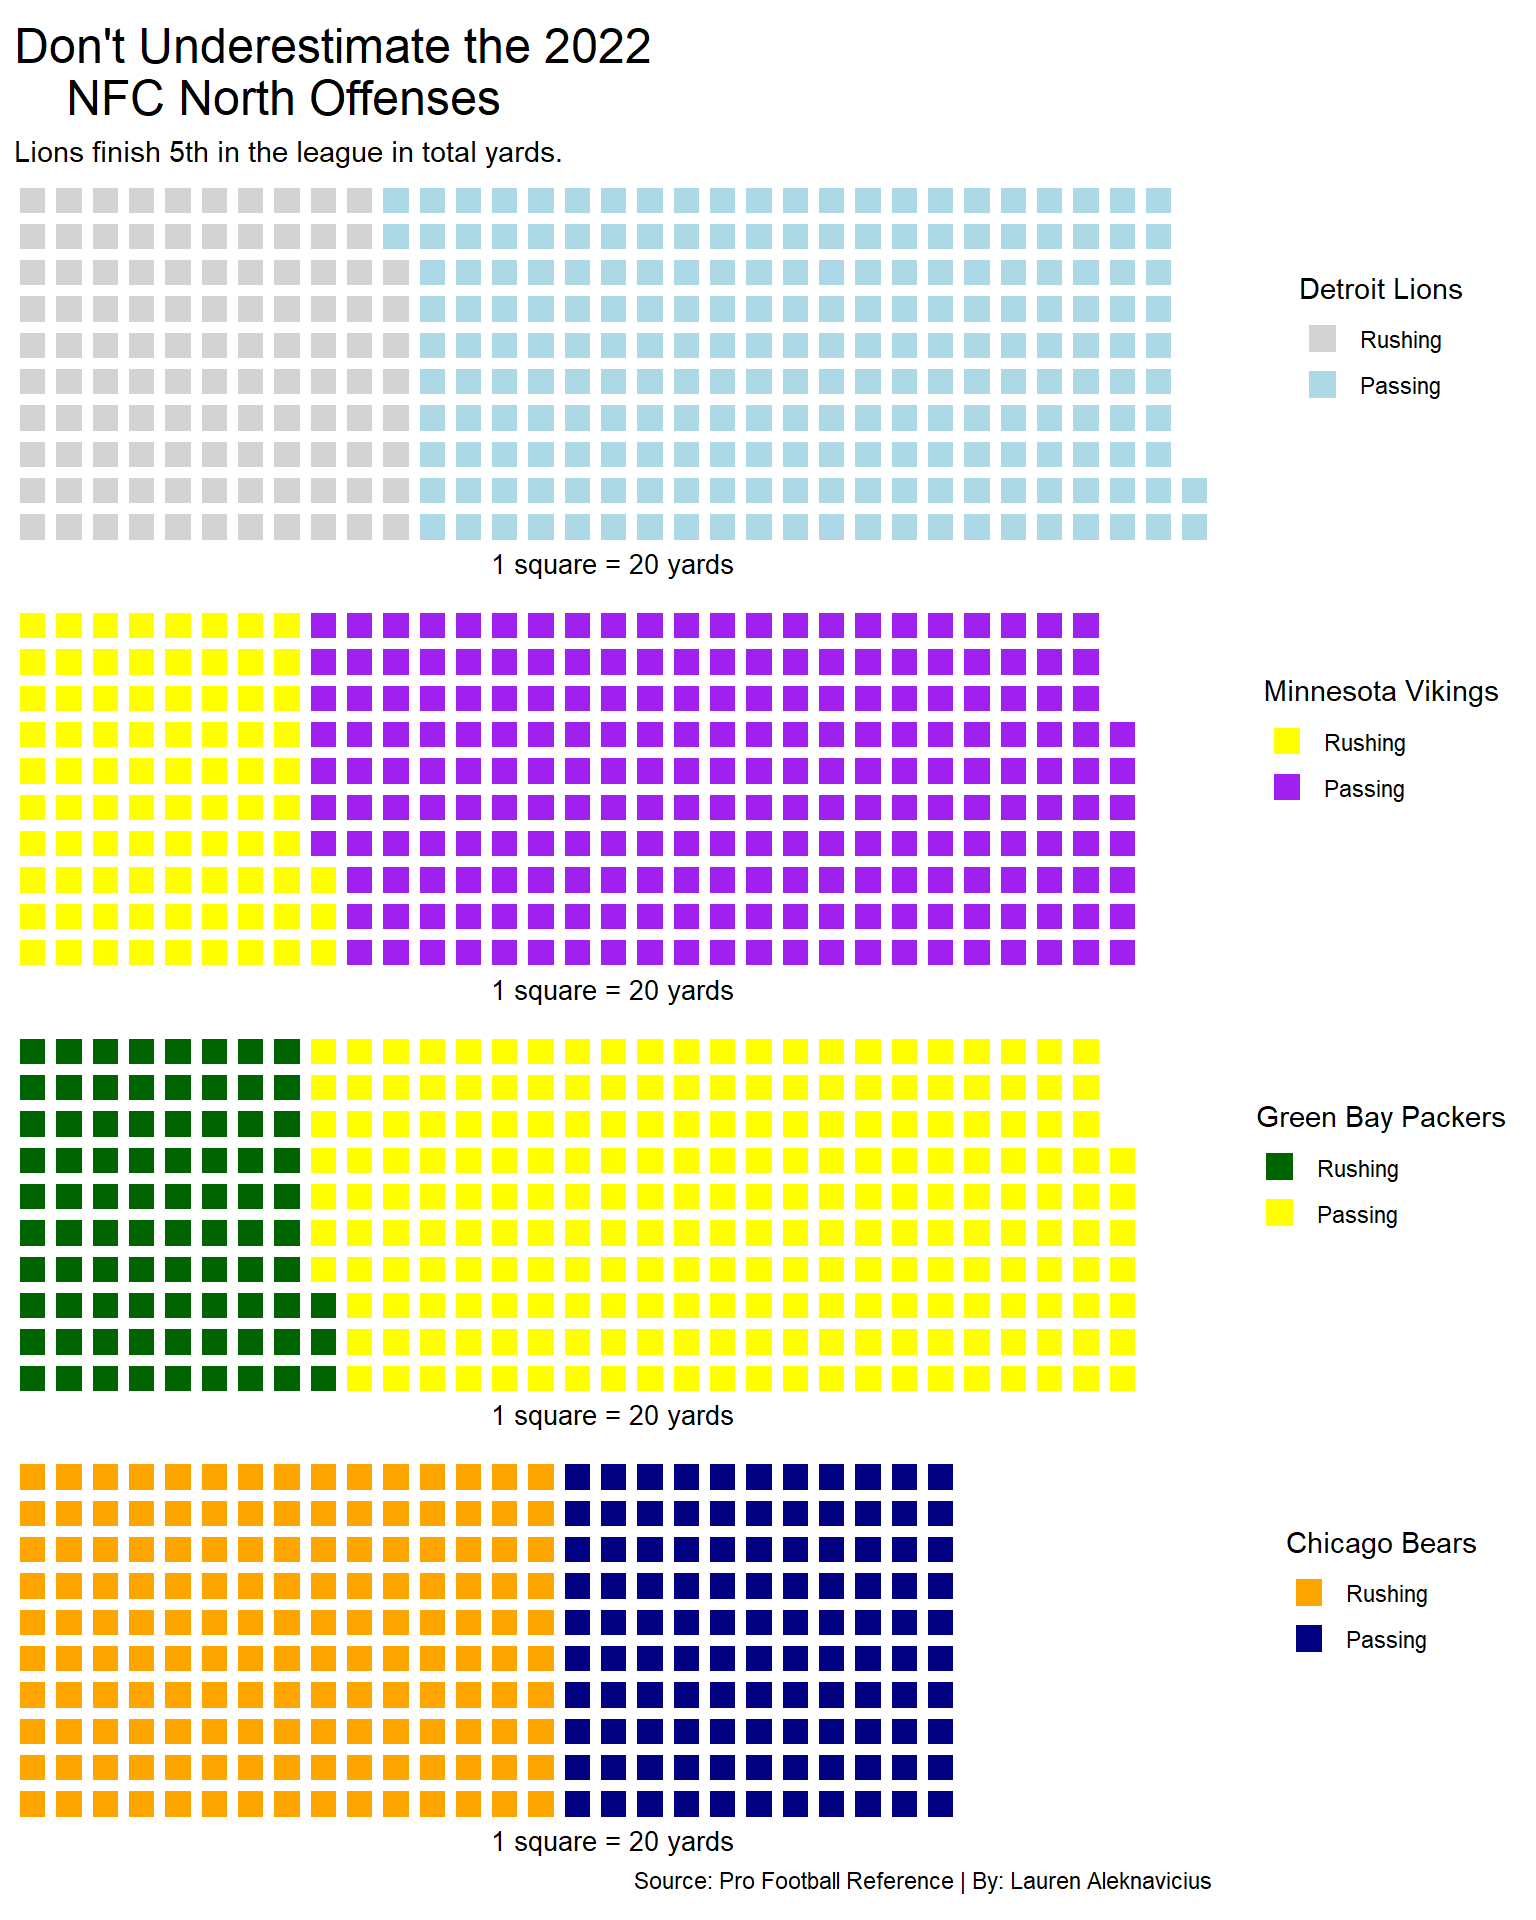 Don't Underestimate the 2022
NFC North Offenses
Lions finish 5th in the league in total yards.
Detroit Lions
Rushing
Passing
1 square = 20 yards
Minnesota Vikings
Rushing
Passing
1 square = 20 yards
Green Bay Packers
Rushing
Passing
1 square = 20 yards
Chicago Bears
Rushing
Passing
1 square = 20 yards
Source: Pro Football Reference | By: Lauren Aleknavicius